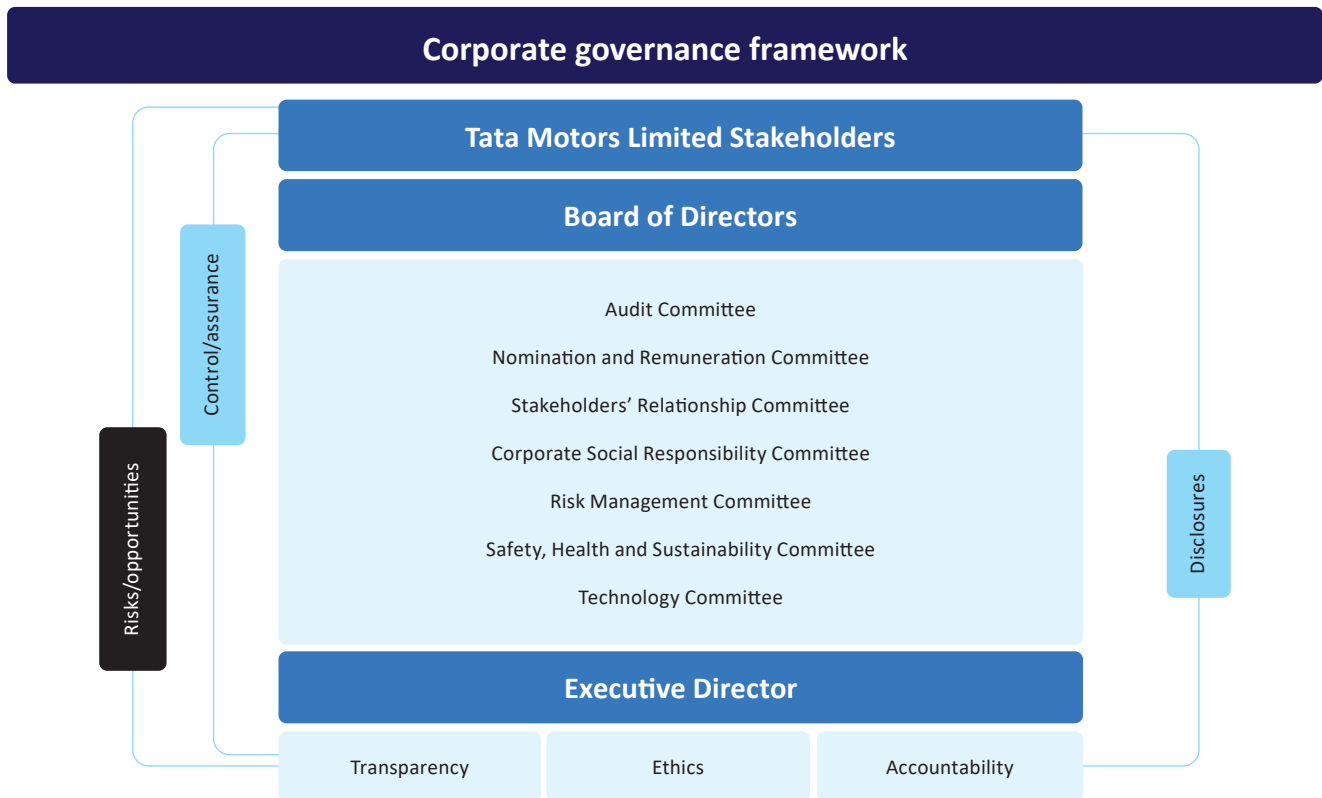 Corporate governance framework
Tata Motors Limited Stakeholders
Board of Directors
Control/assurance
Risks/opportunities
Audit Committee
Nomination and Remuneration Committee
Stakeholders’ Relationship Committee
Corporate Social Responsibility Committee
Risk Management Committee
Safety, Health and Sustainability Committee
Technology Committee
Disclosures
Executive Director
Transparency
Ethics
Accountability